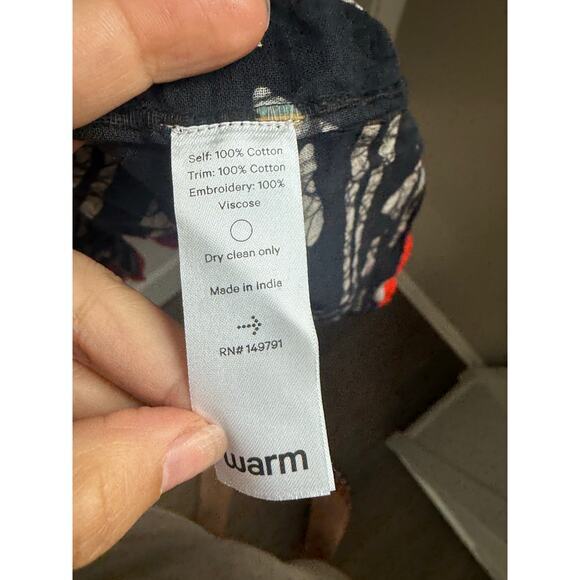 Self: 100% Cotton
Trim: 100% Cotton
Embroidery: 100%
Viscose
Dry clean only
Made in India
RN# 149791
warm